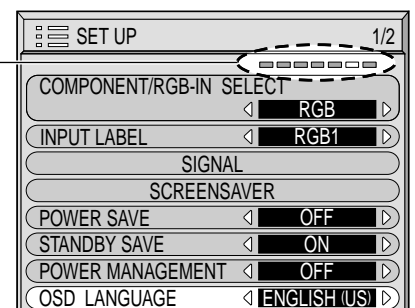 SET UP 1/2
COMPONENT/RGB-IN SELECT
RGB
INPUT LABEL RGB1
SIGNAL
SCREENSAVER
POWER SAVE OFF
STANDBY SAVE ON
POWER MANAGEMENT OFF
OSD LANGUAGE ENGLISH (US)